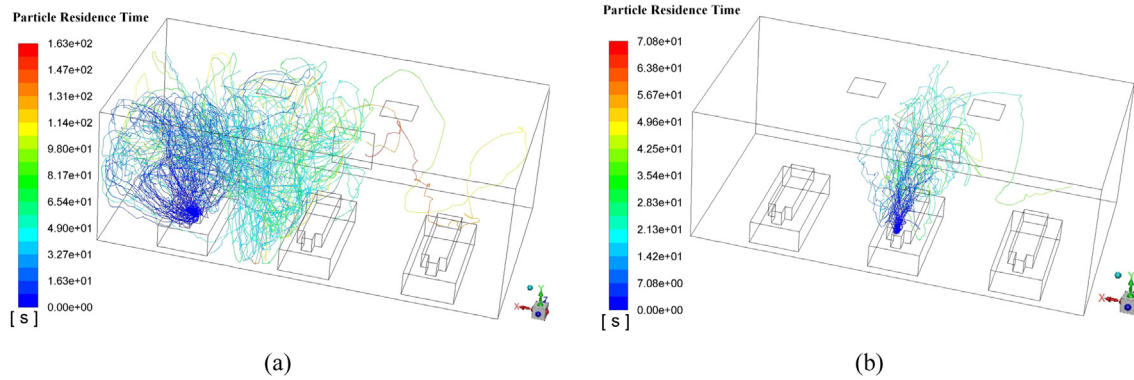 Particle Residence Time
1.63e+02
1.47e+02
1.31e+02
1.14e+02
9.80e+01
8.17e+01
6.54e+01
4.90e+01
3.27e+01
1.63e+01
0.00e+00
[ s ]
Y
X
Z
(a)
Particle Residence Time
7.08e+01
6.38e+01
5.67e+01
4.96e+01
4.25e+01
3.54e+01
2.83e+01
2.13e+01
1.42e+01
7.08e+00
0.00e+00
[ s ]
Y
X
(b)